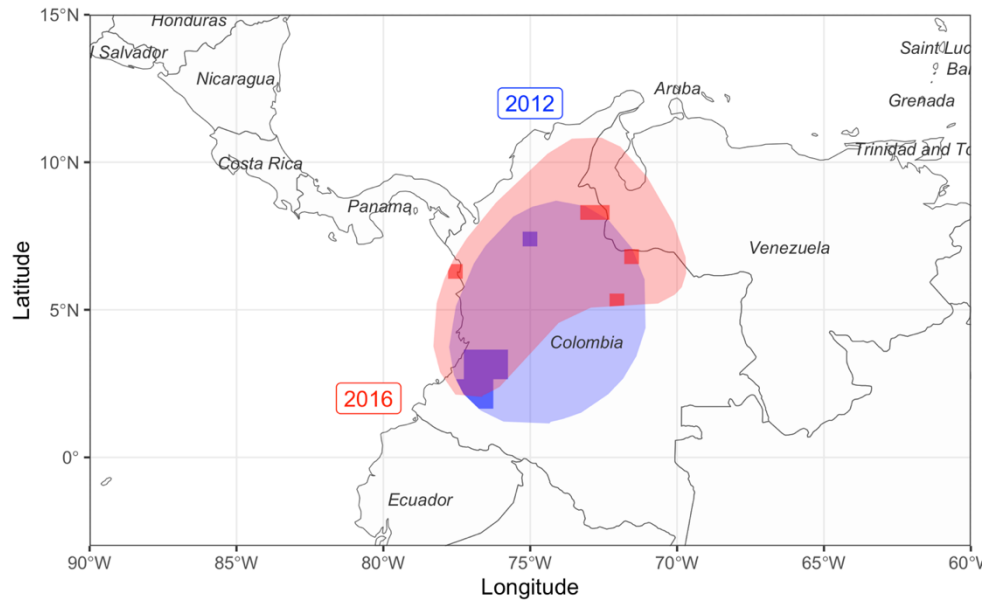 15°N
Honduras
l Salvador
Nicaragua
Saint Luc
Ba
Aruba
2012
Grenada
10°N
Costa Rica
Trinidad and To
Panama
Venezuela
Latitude
5°N
Colombia
2016
0°
Ecuador
90°W
85°W
80°W
75°W
70°W
65°W
60°W
Longitude